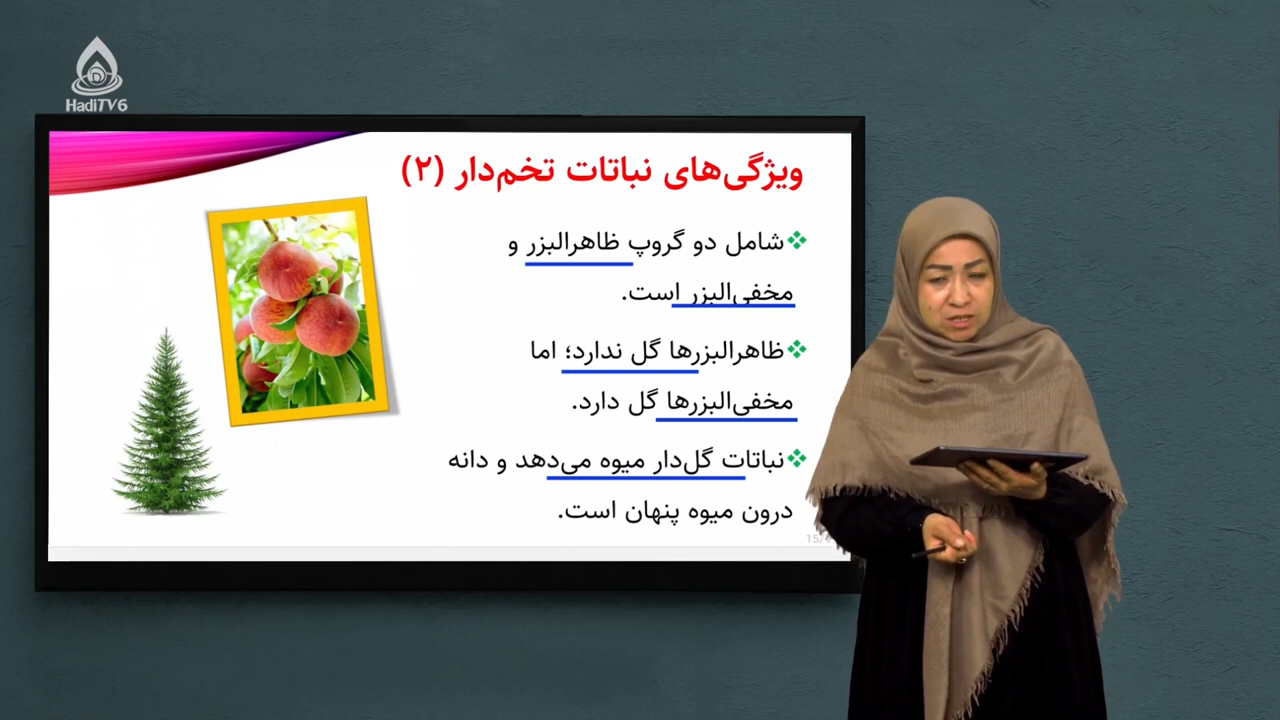 HadiTV6
ویژگی‌های نباتات تخم‌دار (۲)
❖شامل دو گروپ ظاهرالبزر و
مخفی‌البزر است.
❖ظاهرالبزرها گل ندارد؛ اما
مخفی‌البزرها گل دارد.
❖نباتات گل‌دار میوه می‌دهد و دانه
درون میوه پنهان است.